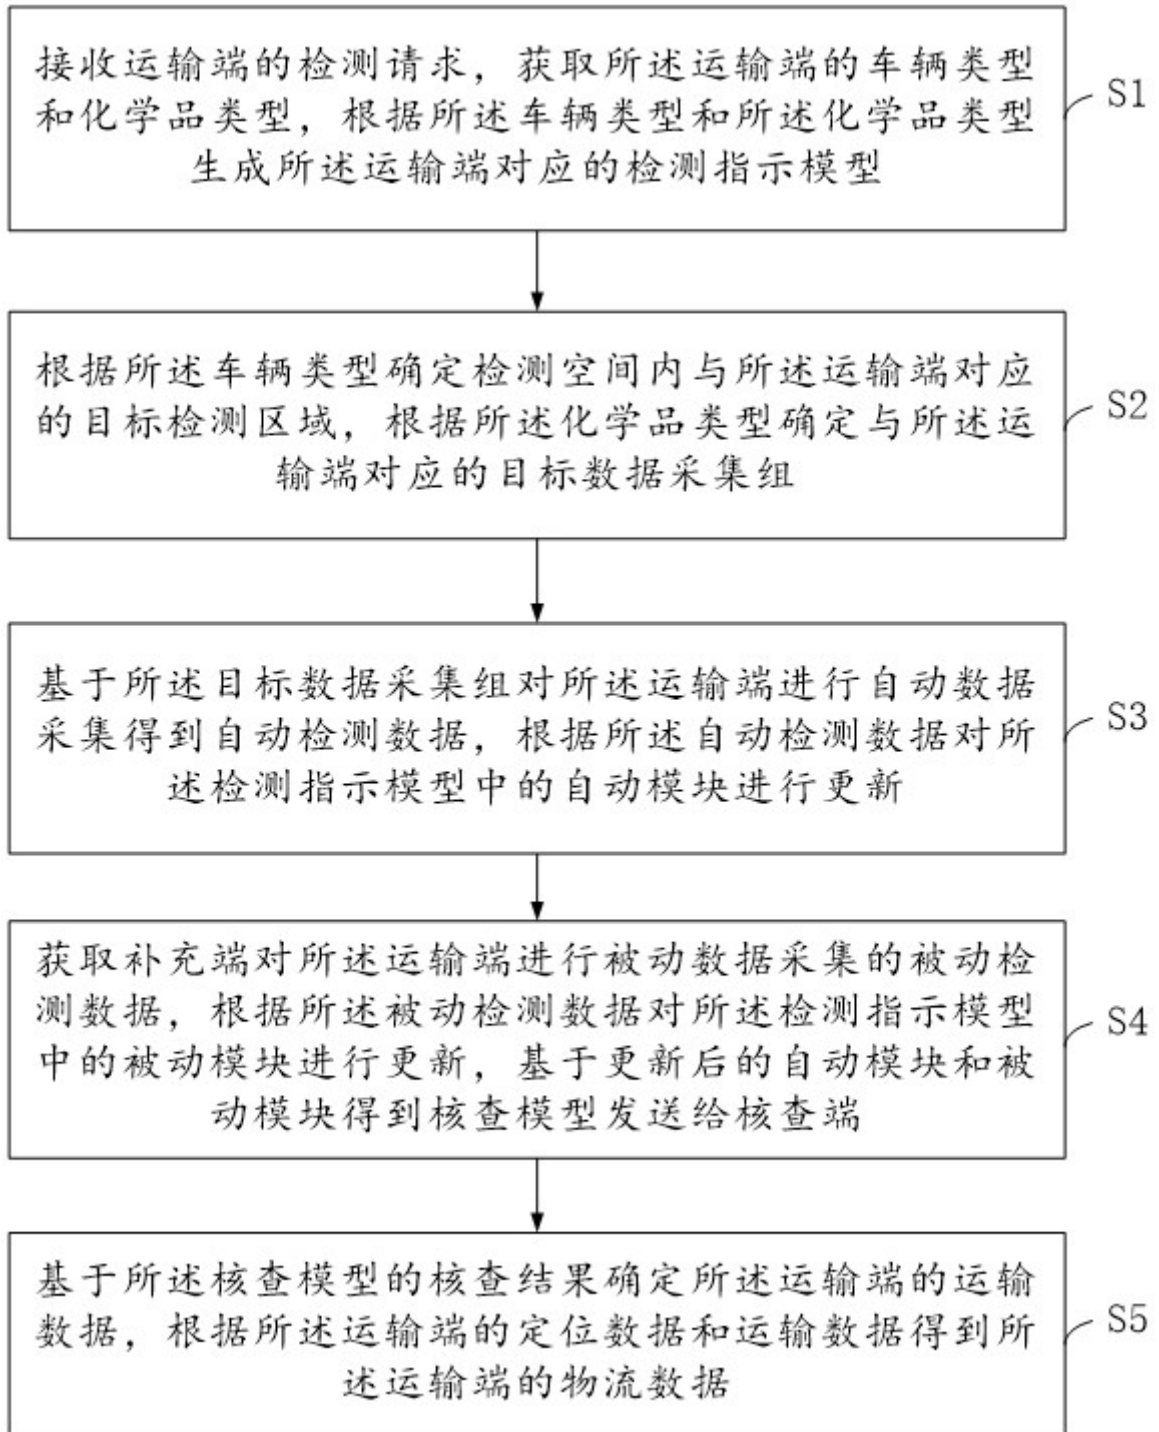 接收运输端的检测请求，获取所述运输端的车辆类型
和化学品类型，根据所述车辆类型和所述化学品类型
生成所述运输端对应的检测指示模型
S1
根据所述车辆类型确定检测空间内与所述运输端对应
的目标检测区域，根据所述化学品类型确定与所述运
输端对应的目标数据采集组
S2
基于所述目标数据采集组对所述运输端进行自动数据
采集得到自动检测数据，根据所述自动检测数据对所
述检测指示模型中的自动模块进行更新
S3
获取补充端对所述运输端进行被动数据采集的被动检
测数据，根据所述被动检测数据对所述检测指示模型
中的被动模块进行更新，基于更新后的自动模块和被
动模块得到核查模型发送给核查端
S4
基于所述核查模型的核查结果确定所述运输端的运输
数据，根据所述运输端的定位数据和运输数据得到所
述运输端的物流数据
S5